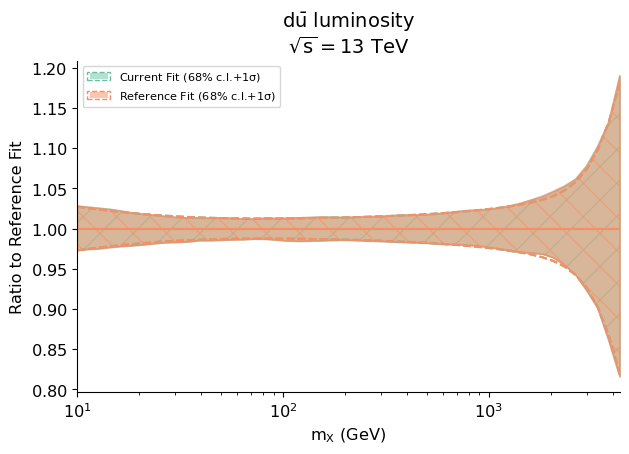 dū luminosity
√s = 13 TeV
Current Fit (68% c.l.+1σ)
Reference Fit (68% c.l.+1σ)
Ratio to Reference Fit
1.20
1.15
1.10
1.05
1.00
0.95
0.90
0.85
0.80
10¹ 10² 10³
m_X (GeV)